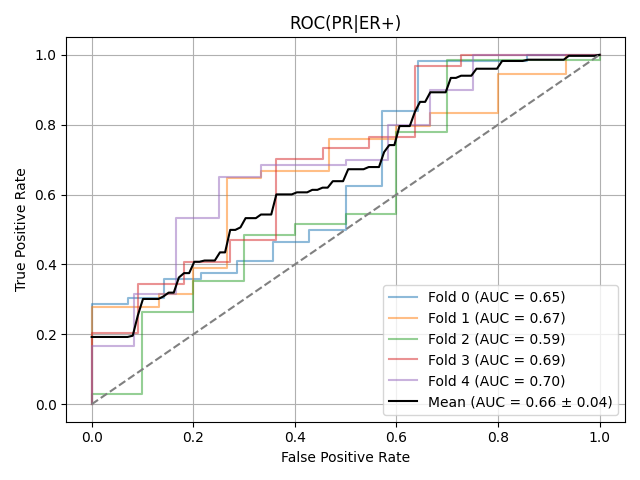 ROC(PR|ER+)
True Positive Rate
1.0
0.8
0.6
0.4
0.2
0.0
Fold 0 (AUC = 0.65)
Fold 1 (AUC = 0.67)
Fold 2 (AUC = 0.59)
Fold 3 (AUC = 0.69)
Fold 4 (AUC = 0.70)
Mean (AUC = 0.66 ± 0.04)
0.0 0.2 0.4 0.6 0.8 1.0
False Positive Rate